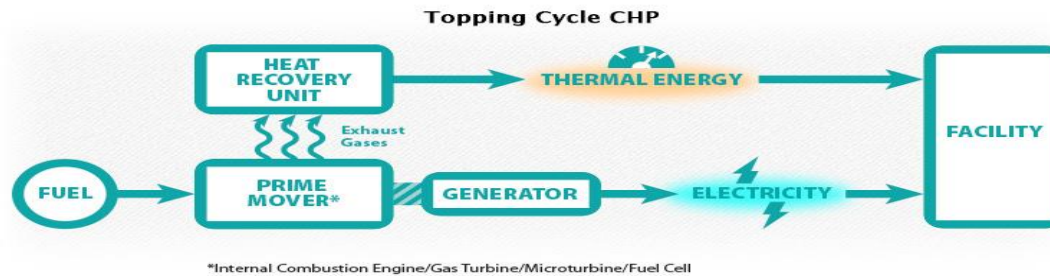 Topping Cycle CHP
HEAT
RECOVERY
UNIT
THERMAL ENERGY
Exhaust
Gases
FACILITY
FUEL
PRIME
MOVER*
GENERATOR
ELECTRICITY
*Internal Combustion Engine/Gas Turbine/Microturbine/Fuel Cell